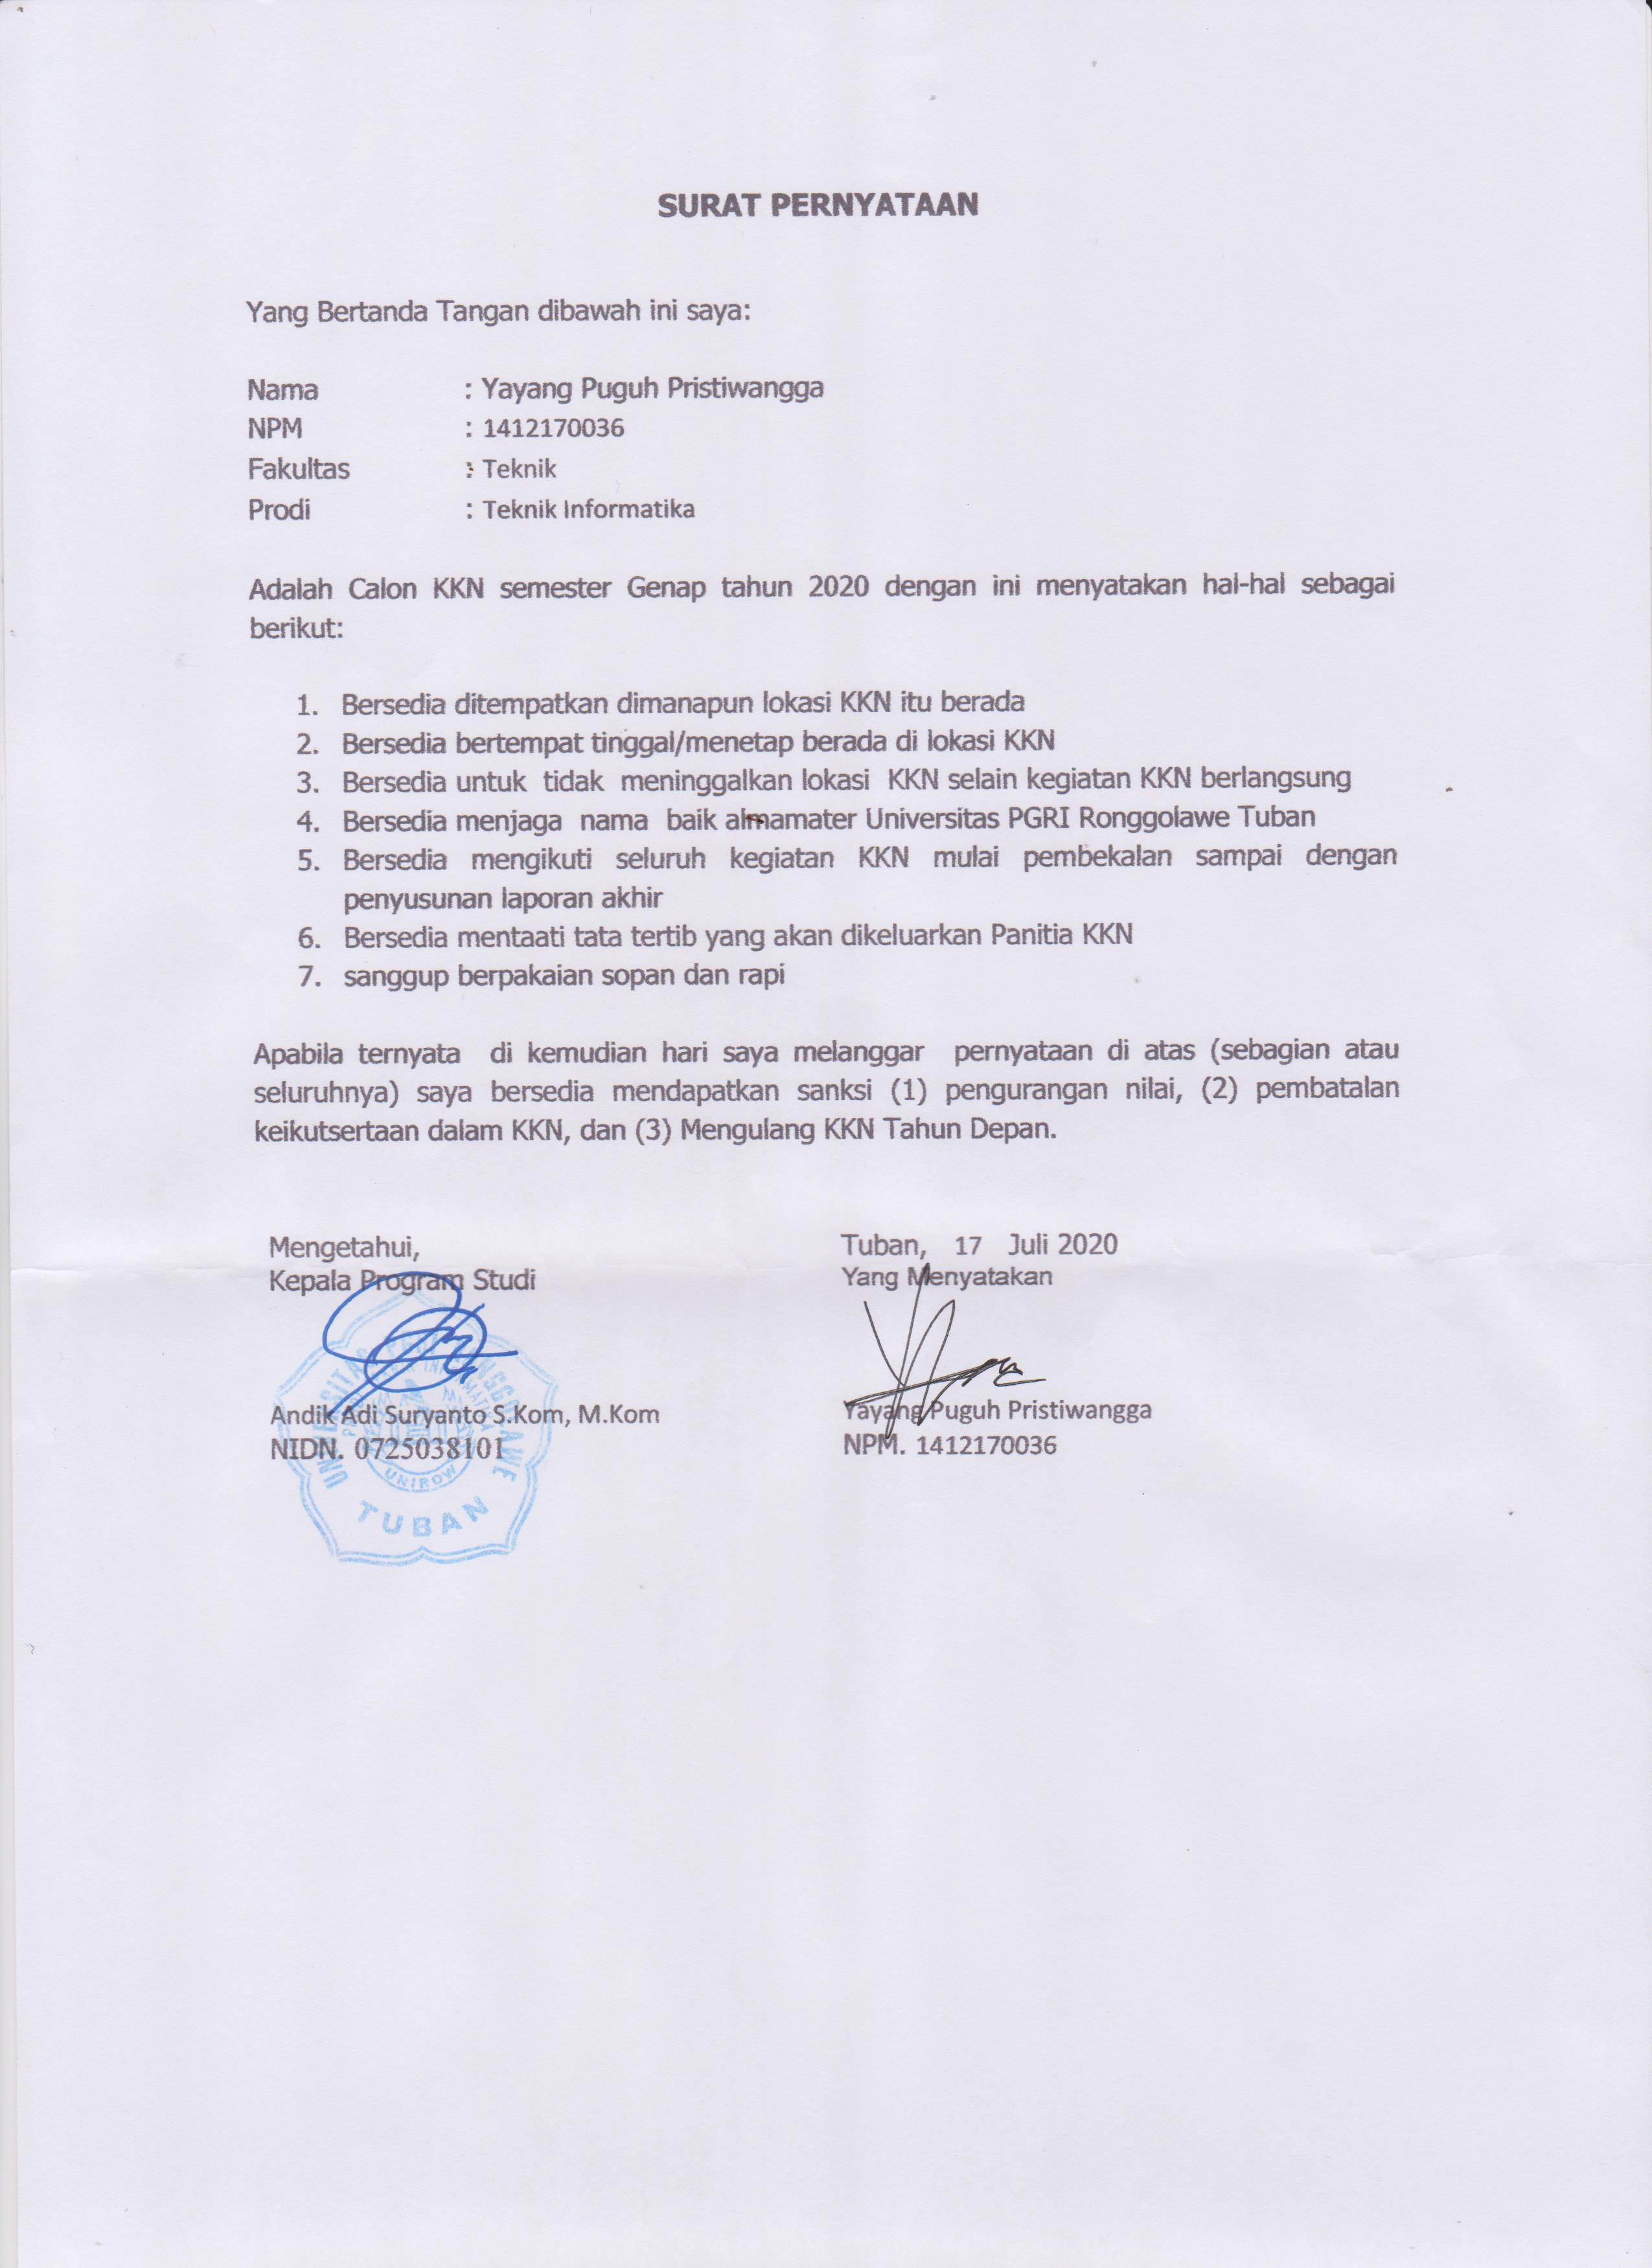 SURAT PERNYATAAN
Yang Bertanda Tangan dibawah ini saya:
Nama : Yayang Puguh Pristiwangga
NPM : 1412170036
Fakultas : Teknik
Prodi : Teknik Informatika
Adalah Calon KKN semester Genap tahun 2020 dengan ini menyatakan hal-hal sebagai
berikut:
1. Bersedia ditempatkan dimanapun lokasi KKN itu berada
2. Bersedia bertempat tinggal/menetap berada di lokasi KKN
3. Bersedia untuk tidak meninggalkan lokasi KKN selain kegiatan KKN berlangsung
4. Bersedia menjaga nama baik almamater Universitas PGRI Ronggolawe Tuban
5. Bersedia mengikuti seluruh kegiatan KKN mulai pembekalan sampai dengan
penyusunan laporan akhir
6. Bersedia mentaati tata tertib yang akan dikeluarkan Panitia KKN
7. sanggup berpakaian sopan dan rapi
Apabila ternyata di kemudian hari saya melanggar pernyataan di atas (sebagian atau
seluruhnya) saya bersedia mendapatkan sanksi (1) pengurangan nilai, (2) pembatalan
keikutsertaan dalam KKN, dan (3) Mengulang KKN Tahun Depan.
Mengetahui,
Kepala Program Studi
Andik Adi Suryanto S.Kom, M.Kom
NIDN. 0725038101
UNIROW
TUBAN
Tuban, 17 Juli 2020
Yang Menyatakan
Yayang Puguh Pristiwangga
NPM. 1412170036